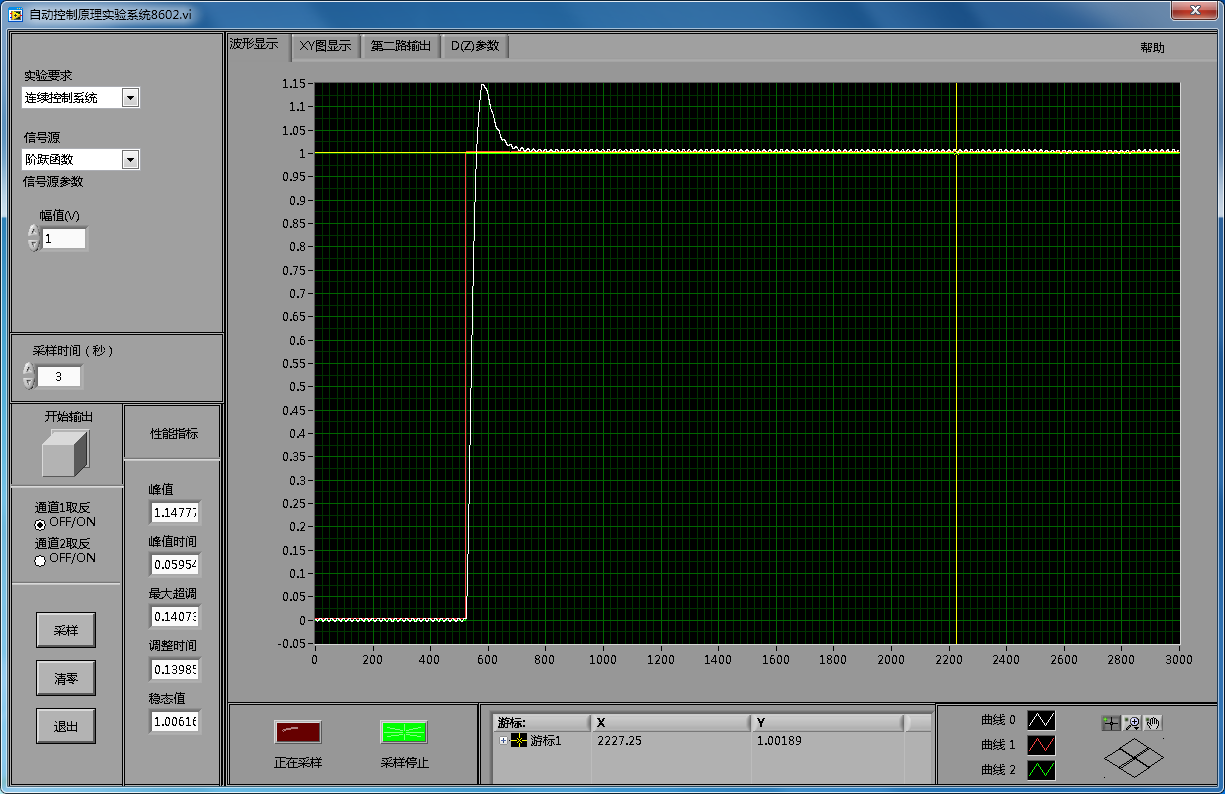 自动控制原理实验系统8602.vi
波形显示
XY图显示
第二路输出
D(Z)参数
帮助
实验要求
连续控制系统
信号源
阶跃函数
信号源参数
幅值(V)
1
采样时间（秒）
3
开始输出
性能指标
通道1取反
OFF/ON
通道2取反
OFF/ON
采样
清零
退出
峰值
1.1477
峰值时间
0.05954
最大超调
0.1407
调整时间
0.13985
稳态值
1.00616
1.15
1.1
1.05
1
0.95
0.9
0.85
0.8
0.75
0.7
0.65
0.6
0.55
0.5
0.45
0.4
0.35
0.3
0.25
0.2
0.15
0.1
0.05
0
-0.05
0 200 400 600 800 1000 1200 1400 1600 1800 2000 2200 2400 2600 2800 3000
正在采样
采样停止
游标: X Y
游标1 2227.25 1.00189
曲线 0
曲线 1
曲线 2